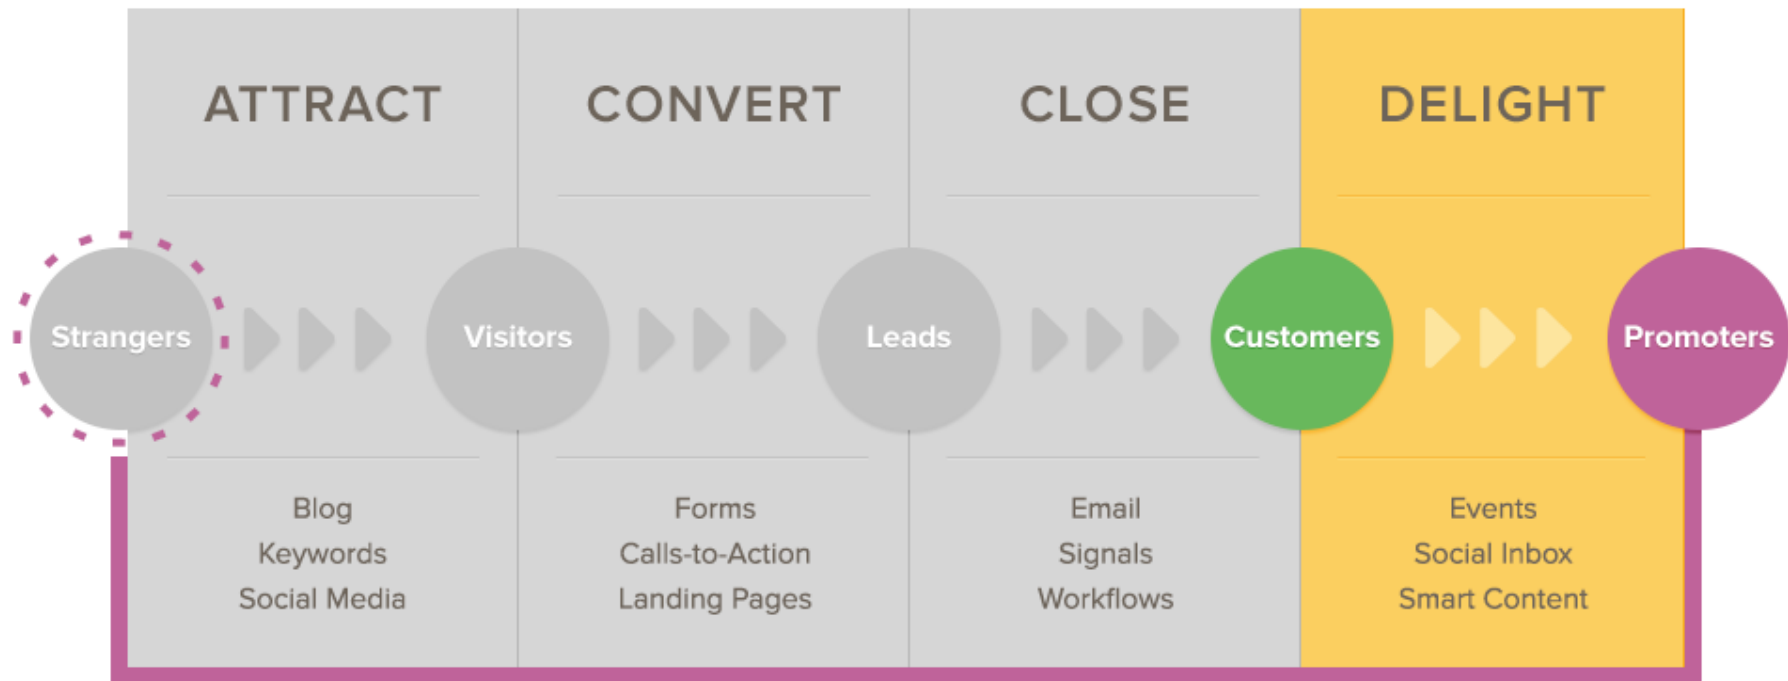 ATTRACT
CONVERT
CLOSE
DELIGHT
Strangers
Visitors
Leads
Customers
Promoters
Blog
Keywords
Social Media
Forms
Calls-to-Action
Landing Pages
Email
Signals
Workflows
Events
Social Inbox
Smart Content